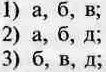 1) а, б, в;
2) а, б, д;
3) б, в, д;